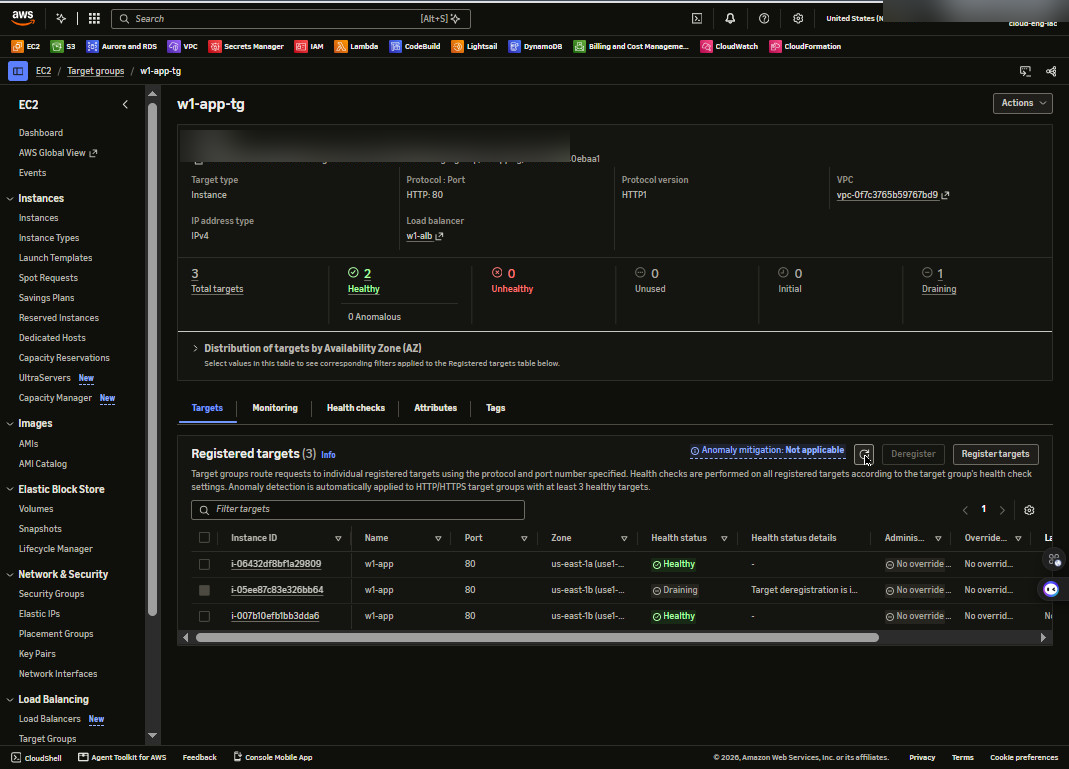 aws
Search [Alt+S]
United States (N
cloud-eng-lac
EC2 S3 Aurora and RDS VPC Secrets Manager IAM Lambda CodeBuild Lightsail DynamoDB Billing and Cost Manageme... CloudWatch CloudFormation
EC2 / Target groups / w1-app-tg
EC2
Dashboard
AWS Global View
Events
Instances
Instances
Instance Types
Launch Templates
Spot Requests
Savings Plans
Reserved Instances
Dedicated Hosts
Capacity Reservations
UltraServers New
Capacity Manager New
Images
AMIs
AMI Catalog
Elastic Block Store
Volumes
Snapshots
Lifecycle Manager
Network & Security
Security Groups
Elastic IPs
Placement Groups
Key Pairs
Network Interfaces
Load Balancing
Load Balancers New
Target Groups
w1-app-tg
Actions
0ebaa1
Target type
Instance
Protocol : Port
HTTP: 80
Protocol version
HTTP1
VPC
vpc-0f7c3765b59767bd9
IP address type
IPv4
Load balancer
w1-alb
3
Total targets
2
Healthy
0 Anomalous
0
Unhealthy
0
Unused
0
Initial
1
Draining
Distribution of targets by Availability Zone (AZ)
Select values in this table to see corresponding filters applied to the Registered targets table below.
Targets Monitoring Health checks Attributes Tags
Registered targets (3) Info
Anomaly mitigation: Not applicable
Deregister
Register targets
Target groups route requests to individual registered targets using the protocol and port number specified. Health checks are performed on all registered targets according to the target group's health check
settings. Anomaly detection is automatically applied to HTTP/HTTPS target groups with at least 3 healthy targets.
Filter targets
1
Instance ID Name Port Zone Health status Health status details Adminis... Override... La
i-06432df8bf1a29809 w1-app 80 us-east-1a (use1-... Healthy - No override ... No overrid...
i-05ee87c83e326bb64 w1-app 80 us-east-1b (use1-... Draining Target deregistration is i... No override ... No overrid...
i-007b10efb1bb3dda6 w1-app 80 us-east-1b (use1-... Healthy - No override ... No overrid... No
CloudShell Agent Toolkit for AWS Feedback Console Mobile App
© 2026, Amazon Web Services, Inc. or its affiliates. Privacy Terms Cookie preferences